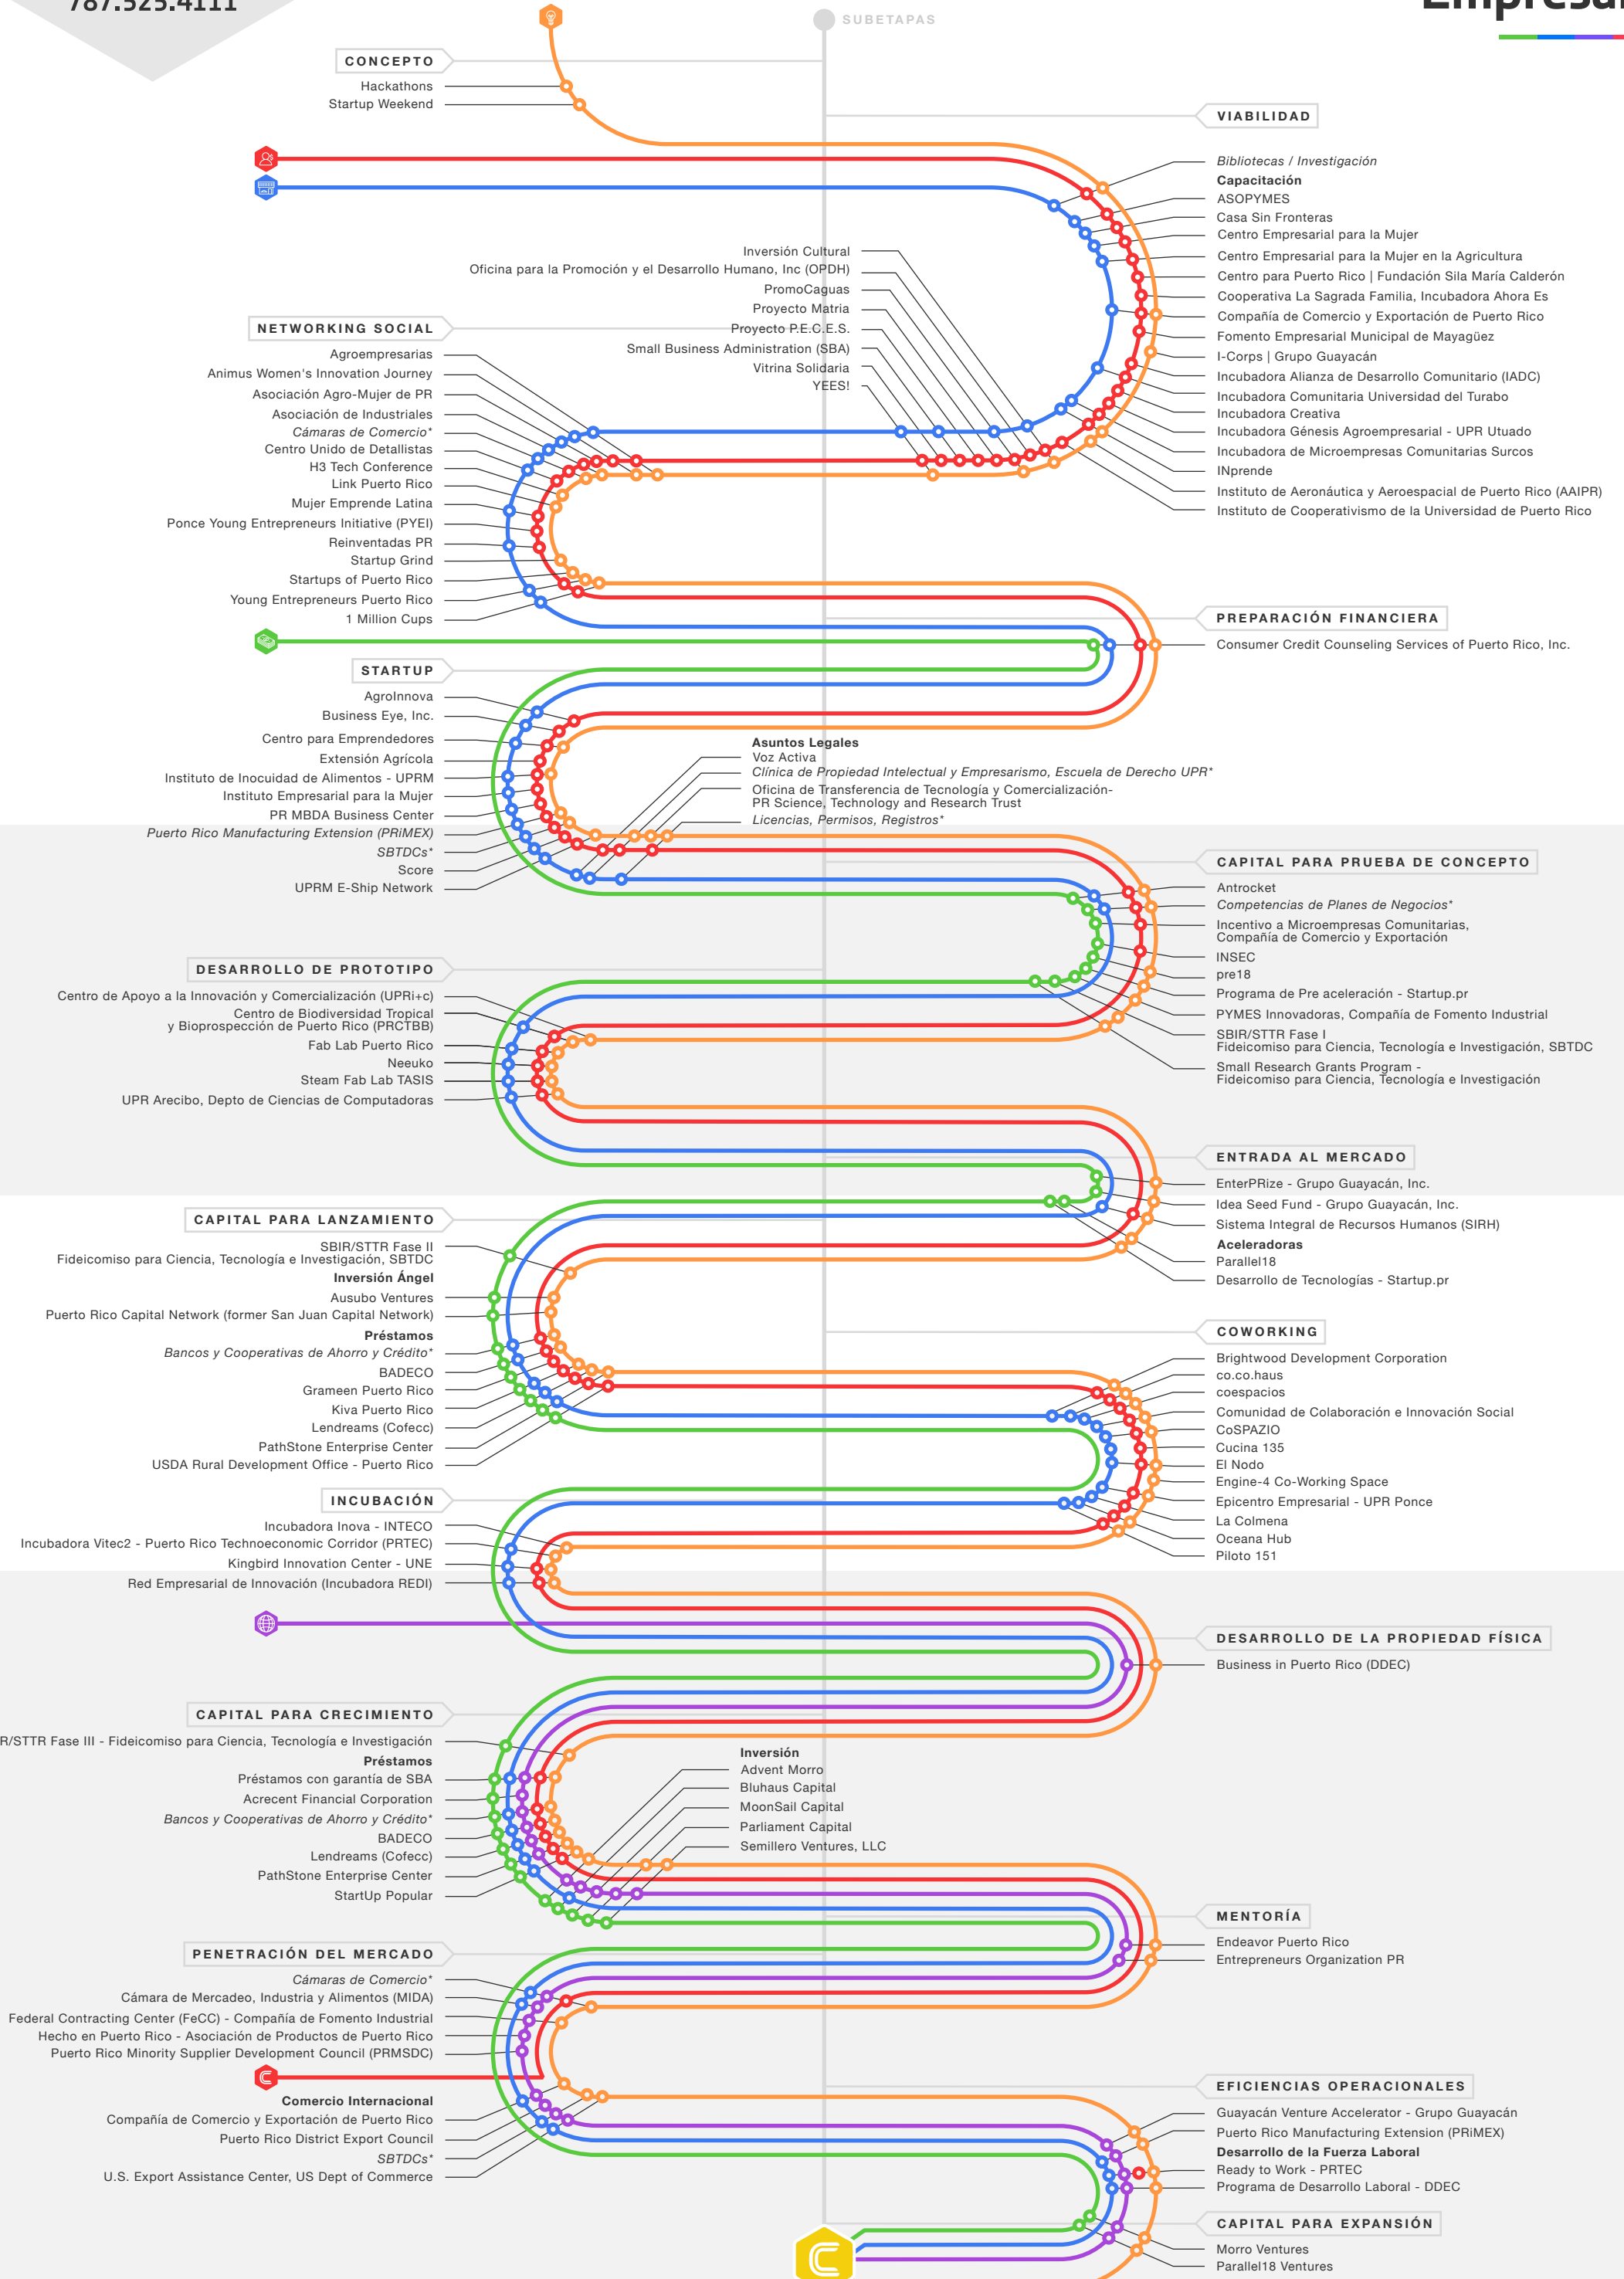 787.525.4111
Empresar
SUBETAPAS
CONCEPTO
Hackathons
Startup Weekend
VIABILIDAD
Bibliotecas / Investigación
Capacitación
ASOPYMES
Casa Sin Fronteras
Centro Empresarial para la Mujer
Centro Empresarial para la Mujer en la Agricultura
Centro para Puerto Rico | Fundación Sila María Calderón
Cooperativa La Sagrada Familia, Incubadora Ahora Es
Compañía de Comercio y Exportación de Puerto Rico
Fomento Empresarial Municipal de Mayagüez
I-Corps | Grupo Guayacán
Incubadora Alianza de Desarrollo Comunitario (IADC)
Incubadora Comunitaria Universidad del Turabo
Incubadora Creativa
Incubadora Génesis Agroempresarial - UPR Utuado
Incubadora de Microempresas Comunitarias Surcos
INprende
Instituto de Aeronáutica y Aeroespacial de Puerto Rico (AAIPR)
Instituto de Cooperativismo de la Universidad de Puerto Rico
Inversión Cultural
Oficina para la Promoción y el Desarrollo Humano, Inc (OPDH)
PromoCaguas
Proyecto Matria
Proyecto P.E.C.E.S.
Small Business Administration (SBA)
Vitrina Solidaria
YEES!
NETWORKING SOCIAL
Agroempresarias
Animus Women's Innovation Journey
Asociación Agro-Mujer de PR
Asociación de Industriales
Cámaras de Comercio*
Centro Unido de Detallistas
H3 Tech Conference
Link Puerto Rico
Mujer Emprende Latina
Ponce Young Entrepreneurs Initiative (PYEI)
Reinventadas PR
Startup Grind
Startups of Puerto Rico
Young Entrepreneurs Puerto Rico
1 Million Cups
PREPARACIÓN FINANCIERA
Consumer Credit Counseling Services of Puerto Rico, Inc.
STARTUP
AgroInnova
Business Eye, Inc.
Centro para Emprendedores
Extensión Agrícola
Instituto de Inocuidad de Alimentos - UPRM
Instituto Empresarial para la Mujer
PR MBDA Business Center
Puerto Rico Manufacturing Extension (PRiMEX)
SBTDCs*
Score
UPRM E-Ship Network
Asuntos Legales
Voz Activa
Clínica de Propiedad Intelectual y Empresarismo, Escuela de Derecho UPR*
Oficina de Transferencia de Tecnología y Comercialización-
PR Science, Technology and Research Trust
Licencias, Permisos, Registros*
CAPITAL PARA PRUEBA DE CONCEPTO
Antrocket
Competencias de Planes de Negocios*
Incentivo a Microempresas Comunitarias,
Compañía de Comercio y Exportación
INSEC
pre18
Programa de Pre aceleración - Startup.pr
PYMES Innovadoras, Compañía de Fomento Industrial
SBIR/STTR Fase I
Fideicomiso para Ciencia, Tecnología e Investigación, SBTDC
Small Research Grants Program -
Fideicomiso para Ciencia, Tecnología e Investigación
DESARROLLO DE PROTOTIPO
Centro de Apoyo a la Innovación y Comercialización (UPRi+c)
Centro de Biodiversidad Tropical
y Bioprospección de Puerto Rico (PRCTBB)
Fab Lab Puerto Rico
Neeuko
Steam Fab Lab TASIS
UPR Arecibo, Depto de Ciencias de Computadoras
ENTRADA AL MERCADO
EnterPRize - Grupo Guayacán, Inc.
Idea Seed Fund - Grupo Guayacán, Inc.
Sistema Integral de Recursos Humanos (SIRH)
Aceleradoras
Parallel18
Desarrollo de Tecnologías - Startup.pr
CAPITAL PARA LANZAMIENTO
SBIR/STTR Fase II
Fideicomiso para Ciencia, Tecnología e Investigación, SBTDC
Inversión Ángel
Ausubo Ventures
Puerto Rico Capital Network (former San Juan Capital Network)
Préstamos
Bancos y Cooperativas de Ahorro y Crédito*
BADECO
Grameen Puerto Rico
Kiva Puerto Rico
Lendreams (Cofecc)
PathStone Enterprise Center
USDA Rural Development Office - Puerto Rico
COWORKING
Brightwood Development Corporation
co.co.haus
coespacios
Comunidad de Colaboración e Innovación Social
CoSPAZIO
Cucina 135
El Nodo
Engine-4 Co-Working Space
Epicentro Empresarial - UPR Ponce
La Colmena
Oceana Hub
Piloto 151
INCUBACIÓN
Incubadora Inova - INTECO
Incubadora Vitec2 - Puerto Rico Technoeconomic Corridor (PRTEC)
Kingbird Innovation Center - UNE
Red Empresarial de Innovación (Incubadora REDI)
DESARROLLO DE LA PROPIEDAD FÍSICA
Business in Puerto Rico (DDEC)
CAPITAL PARA CRECIMIENTO
R/STTR Fase III - Fideicomiso para Ciencia, Tecnología e Investigación
Préstamos
Préstamos con garantía de SBA
Acrecent Financial Corporation
Bancos y Cooperativas de Ahorro y Crédito*
BADECO
Lendreams (Cofecc)
PathStone Enterprise Center
StartUp Popular
Inversión
Advent Morro
Bluhaus Capital
MoonSail Capital
Parliament Capital
Semillero Ventures, LLC
MENTORÍA
Endeavor Puerto Rico
Entrepreneurs Organization PR
PENETRACIÓN DEL MERCADO
Cámaras de Comercio*
Cámara de Mercadeo, Industria y Alimentos (MIDA)
Federal Contracting Center (FeCC) - Compañía de Fomento Industrial
Hecho en Puerto Rico - Asociación de Productos de Puerto Rico
Puerto Rico Minority Supplier Development Council (PRMSDC)
Comercio Internacional
Compañía de Comercio y Exportación de Puerto Rico
Puerto Rico District Export Council
SBTDCs*
U.S. Export Assistance Center, US Dept of Commerce
EFICIENCIAS OPERACIONALES
Guayacán Venture Accelerator - Grupo Guayacán
Puerto Rico Manufacturing Extension (PRiMEX)
Desarrollo de la Fuerza Laboral
Ready to Work - PRTEC
Programa de Desarrollo Laboral - DDEC
CAPITAL PARA EXPANSIÓN
Morro Ventures
Parallel18 Ventures